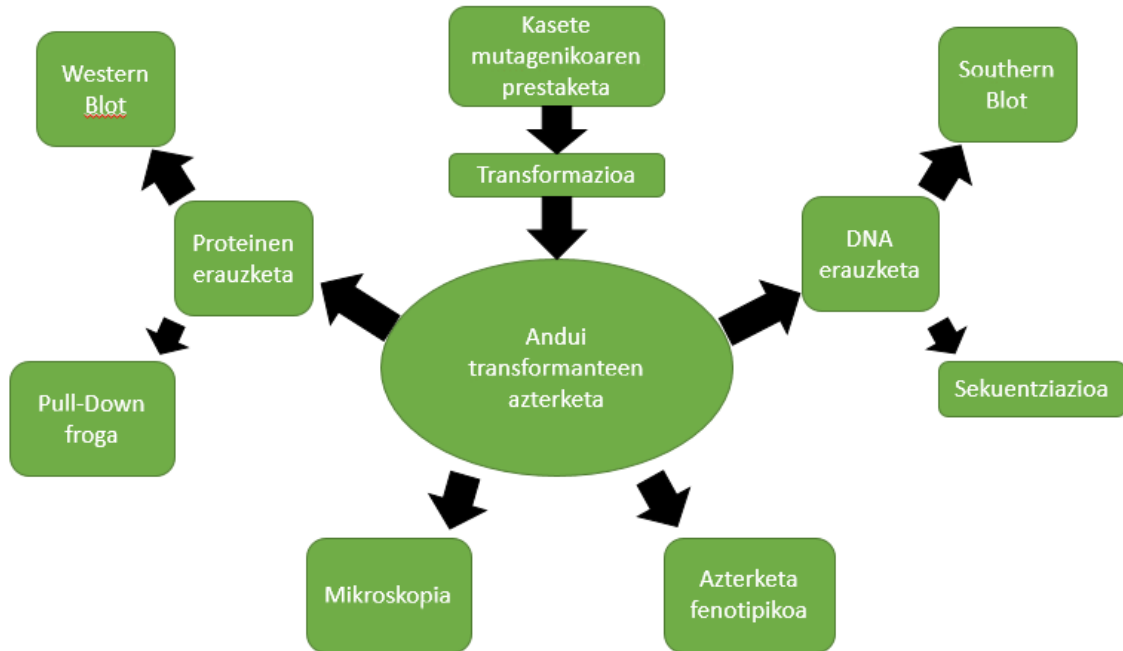 Kasete
mutagenikoaren
prestaketa
Transformazioa
Andui
transformanteen
azterketa
Western
Blot
Proteinen
erauzketa
Pull-Down
froga
Southern
Blot
DNA
erauzketa
Sekuentziazioa
Mikroskopia
Azterketa
fenotipikoa